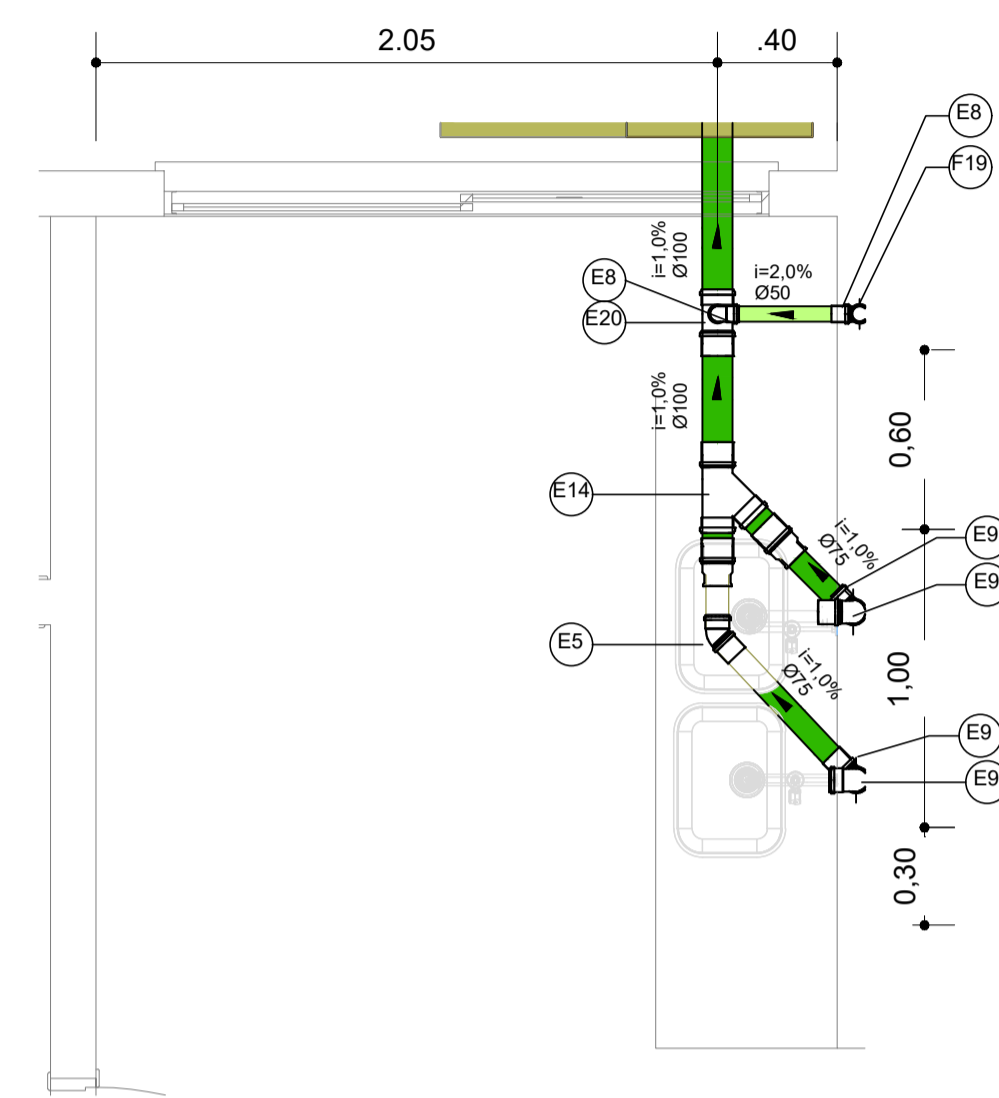 2.05
.40
E8
F19
i=1,0%
Ø100
i=2,0%
Ø50
E8
E20
i=1,0%
Ø100
0,60
E14
i=1,0%
Ø75
E9
E9
E5
i=1,0%
Ø75
1,00
E9
E9
0,30